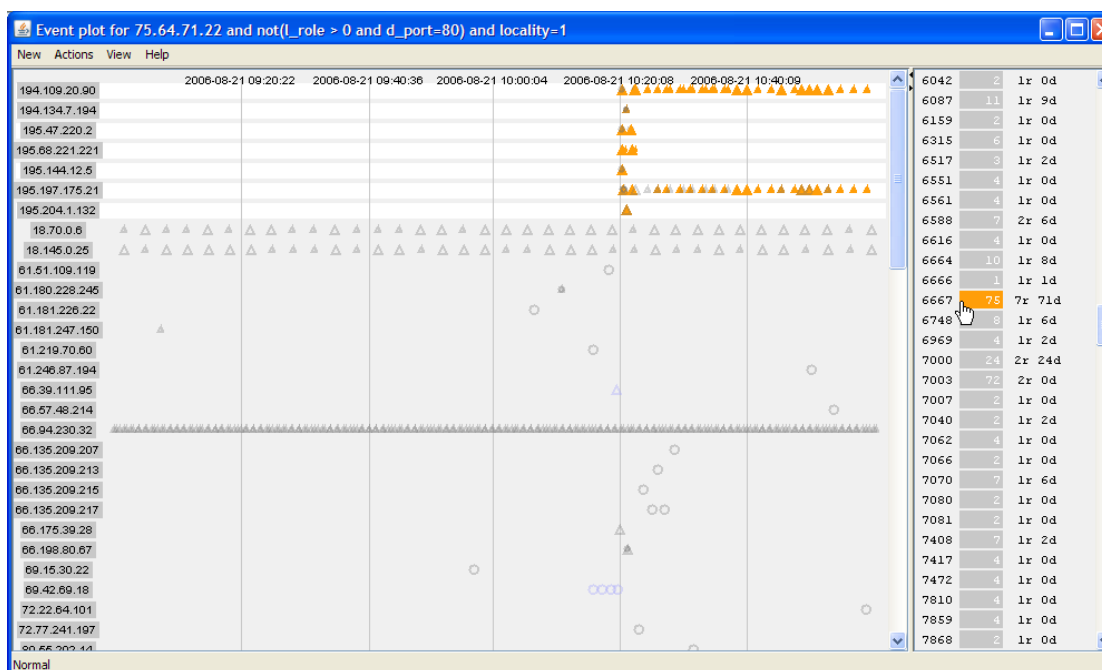 Event plot for 75.64.71.22 and not(l_role > 0 and d_port=80) and locality=1
New Actions View Help
2006-08-21 09:20:22 2006-08-21 09:40:36 2006-08-21 10:00:04 2006-08-21 10:20:08 2006-08-21 10:40:09
194.109.20.90
194.134.7.194
195.47.220.2
195.68.221.221
195.144.12.5
195.197.175.21
195.204.1.132
18.70.0.6
18.145.0.25
61.51.109.119
61.180.228.245
61.181.226.22
61.181.247.150
61.219.70.60
61.246.87.194
66.39.111.95
66.57.48.214
66.94.230.32
66.135.209.207
66.135.209.213
66.135.209.215
66.135.209.217
66.175.39.28
66.198.80.67
69.15.30.22
69.42.69.18
72.22.64.101
72.77.241.197
80.55.202.14
6042 2 1r 0d
6087 11 1r 9d
6159 2 1r 0d
6315 6 1r 0d
6517 3 1r 2d
6551 4 1r 0d
6561 4 1r 0d
6588 7 2r 6d
6616 4 1r 0d
6664 10 1r 8d
6666 1 1r 1d
6667 75 7r 71d
6748 8 1r 6d
6969 4 1r 2d
7000 24 2r 24d
7003 72 2r 0d
7007 2 1r 0d
7040 2 1r 2d
7062 4 1r 0d
7066 2 1r 0d
7070 7 1r 6d
7080 2 1r 0d
7081 2 1r 0d
7408 7 1r 2d
7417 4 1r 0d
7472 4 1r 0d
7810 4 1r 0d
7859 4 1r 0d
7868 2 1r 0d
Normal